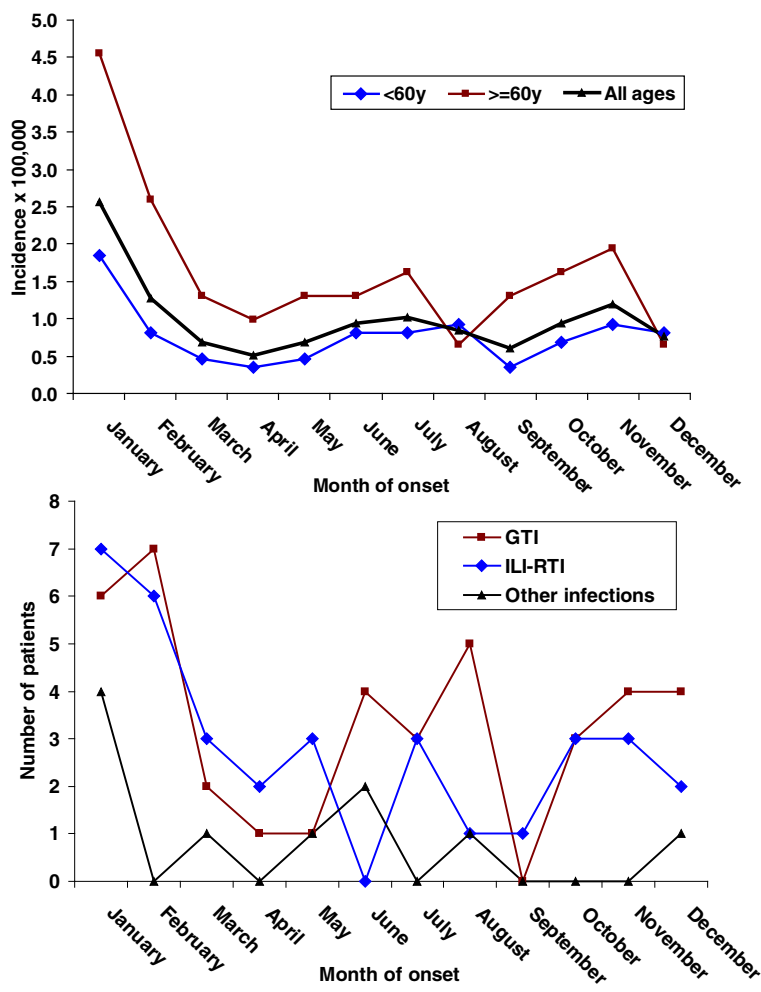 5.0
4.5
4.0
3.5
3.0
2.5
2.0
1.5
1.0
0.5
0.0
Incidence x 100,000
<60y >=60y All ages
January February March April May June July August September October November December
Month of onset
8
7
6
5
4
3
2
1
0
Number of patients
GTI
ILI-RTI
Other infections
January February March April May June July August September October November December
Month of onset